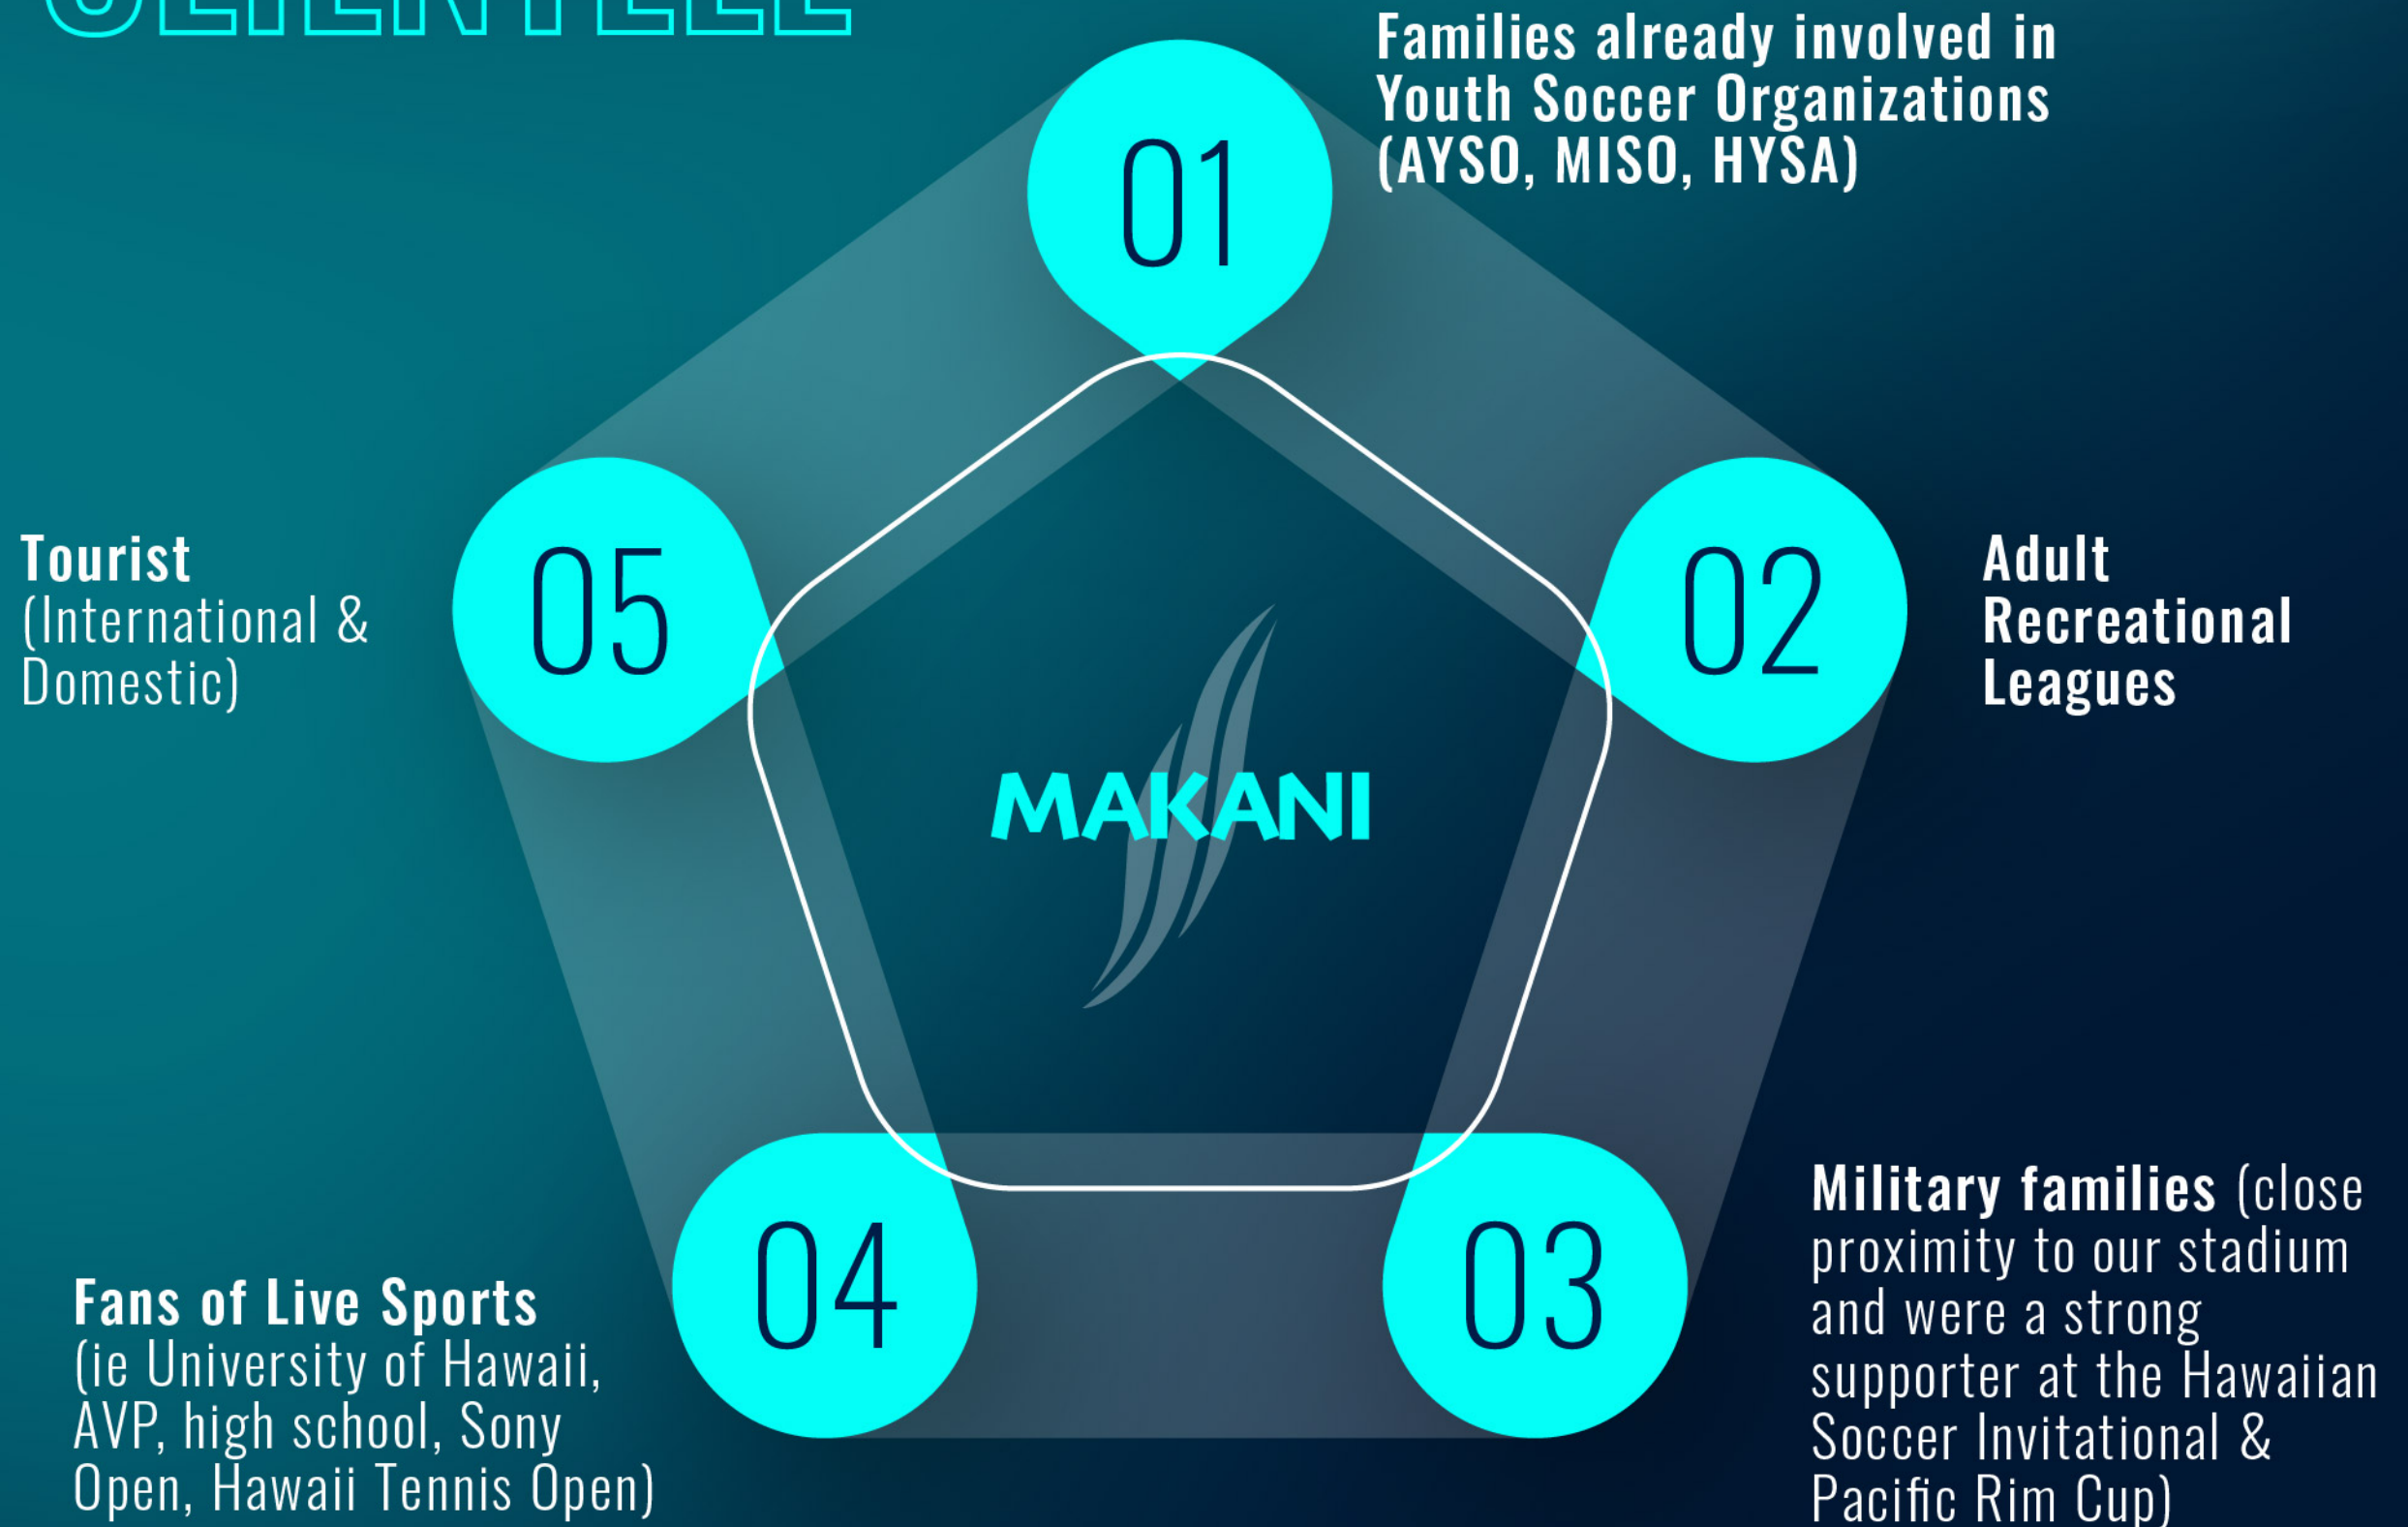 CLIENTELE
01
Families already involved in
Youth Soccer Organizations
(AYSO, MISO, HYSA)
02
Adult
Recreational
Leagues
03
Military families (close
proximity to our stadium
and were a strong
supporter at the Hawaiian
Soccer Invitational &
Pacific Rim Cup)
04
Fans of Live Sports
(ie University of Hawaii,
AVP, high school, Sony
Open, Hawaii Tennis Open)
05
Tourist
(International &
Domestic)
MAKANI